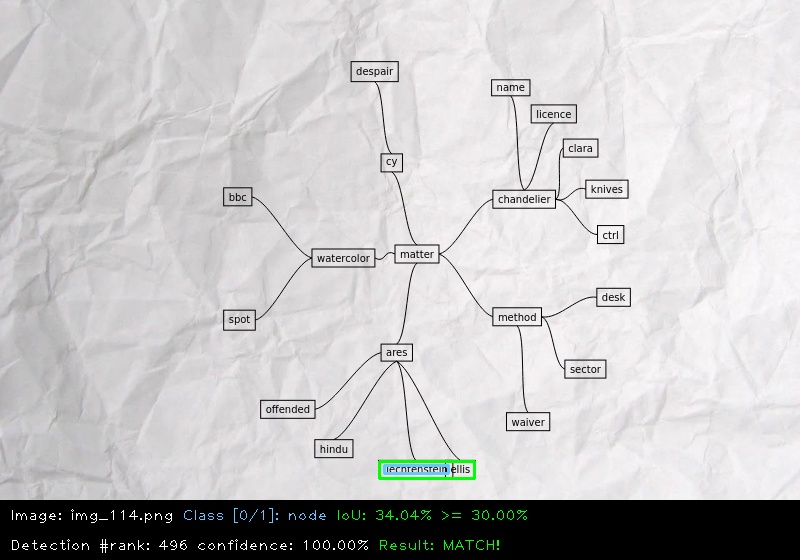 despair
name
licence
clara
cy
knives
bbc
chandelier
ctrl
matter
watercolor
desk
method
spot
ares
sector
offended
waiver
hindu
liechtenstein ellis
Image: img_114.png Class [0/1]: node IoU: 34.04% >= 30.00%
Detection #rank: 496 confidence: 100.00% Result: MATCH!